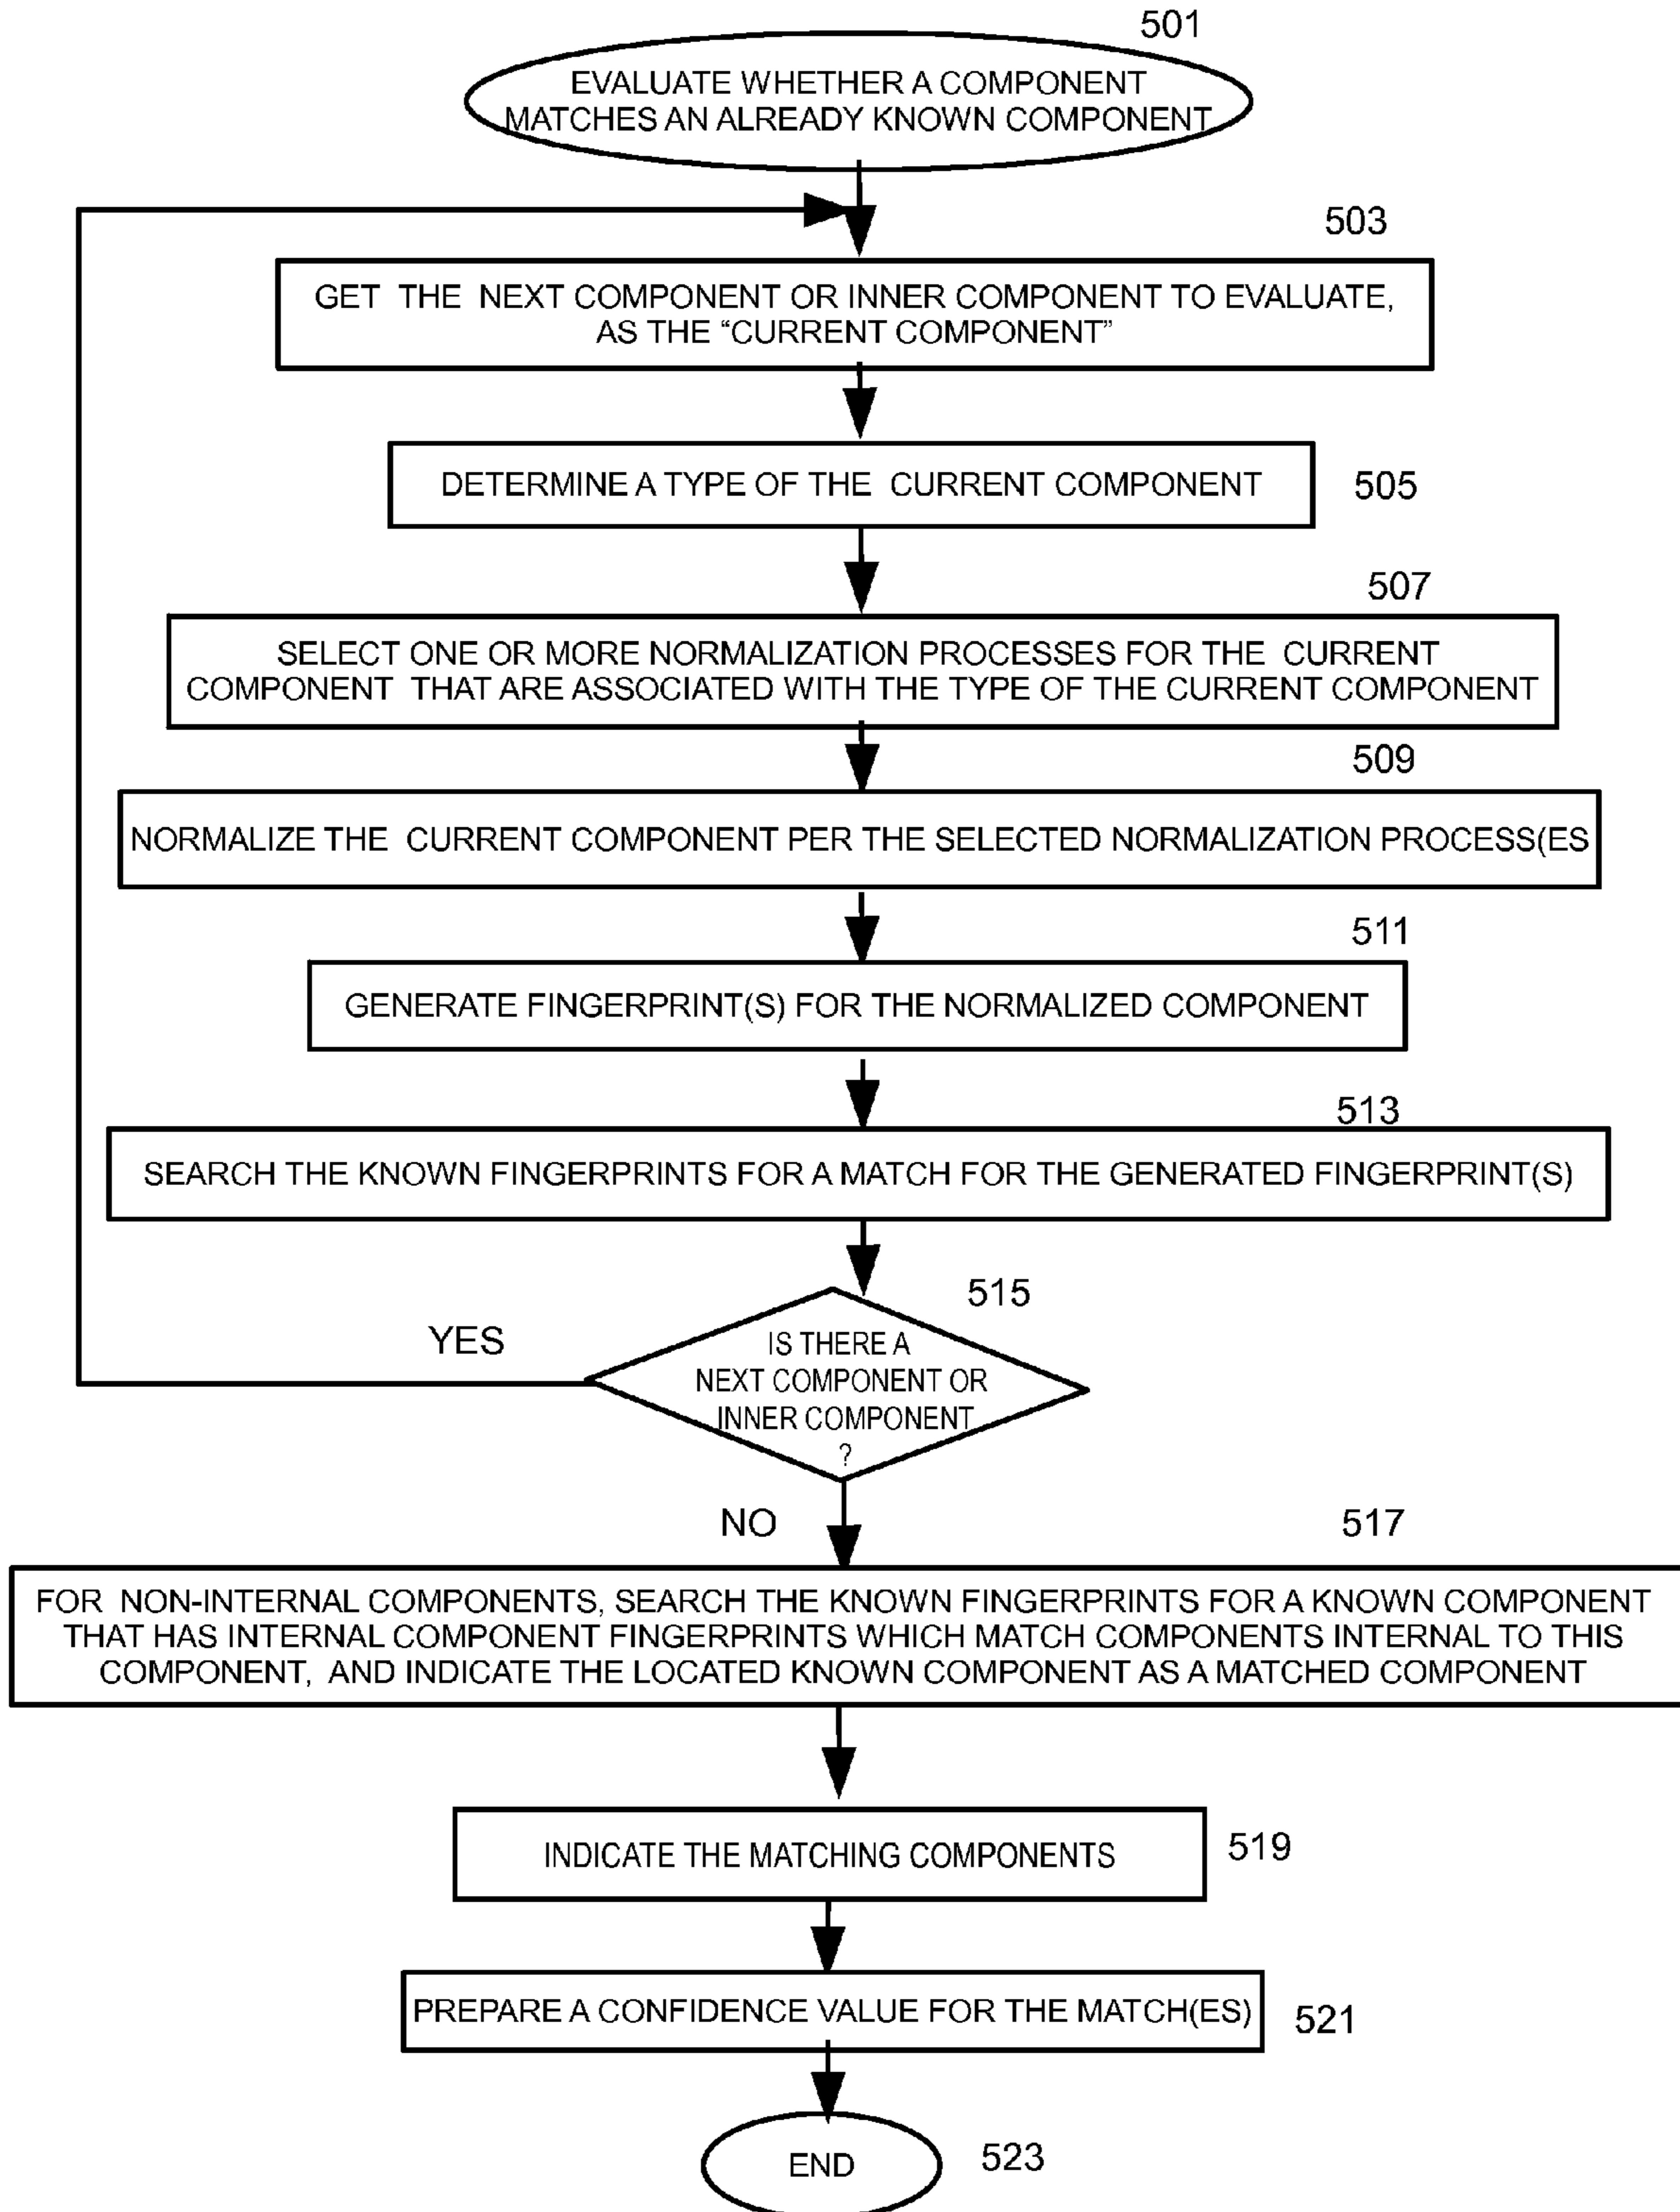 501
EVALUATE WHETHER A COMPONENT
MATCHES AN ALREADY KNOWN COMPONENT
503
GET THE NEXT COMPONENT OR INNER COMPONENT TO EVALUATE,
AS THE “CURRENT COMPONENT”
DETERMINE A TYPE OF THE CURRENT COMPONENT
505
507
SELECT ONE OR MORE NORMALIZATION PROCESSES FOR THE CURRENT
COMPONENT THAT ARE ASSOCIATED WITH THE TYPE OF THE CURRENT COMPONENT
509
NORMALIZE THE CURRENT COMPONENT PER THE SELECTED NORMALIZATION PROCESS(ES
511
GENERATE FINGERPRINT(S) FOR THE NORMALIZED COMPONENT
513
SEARCH THE KNOWN FINGERPRINTS FOR A MATCH FOR THE GENERATED FINGERPRINT(S)
515
YES
IS THERE A
NEXT COMPONENT OR
INNER COMPONENT
?
NO
517
FOR NON-INTERNAL COMPONENTS, SEARCH THE KNOWN FINGERPRINTS FOR A KNOWN COMPONENT
THAT HAS INTERNAL COMPONENT FINGERPRINTS WHICH MATCH COMPONENTS INTERNAL TO THIS
COMPONENT, AND INDICATE THE LOCATED KNOWN COMPONENT AS A MATCHED COMPONENT
INDICATE THE MATCHING COMPONENTS
519
PREPARE A CONFIDENCE VALUE FOR THE MATCH(ES)
521
END
523